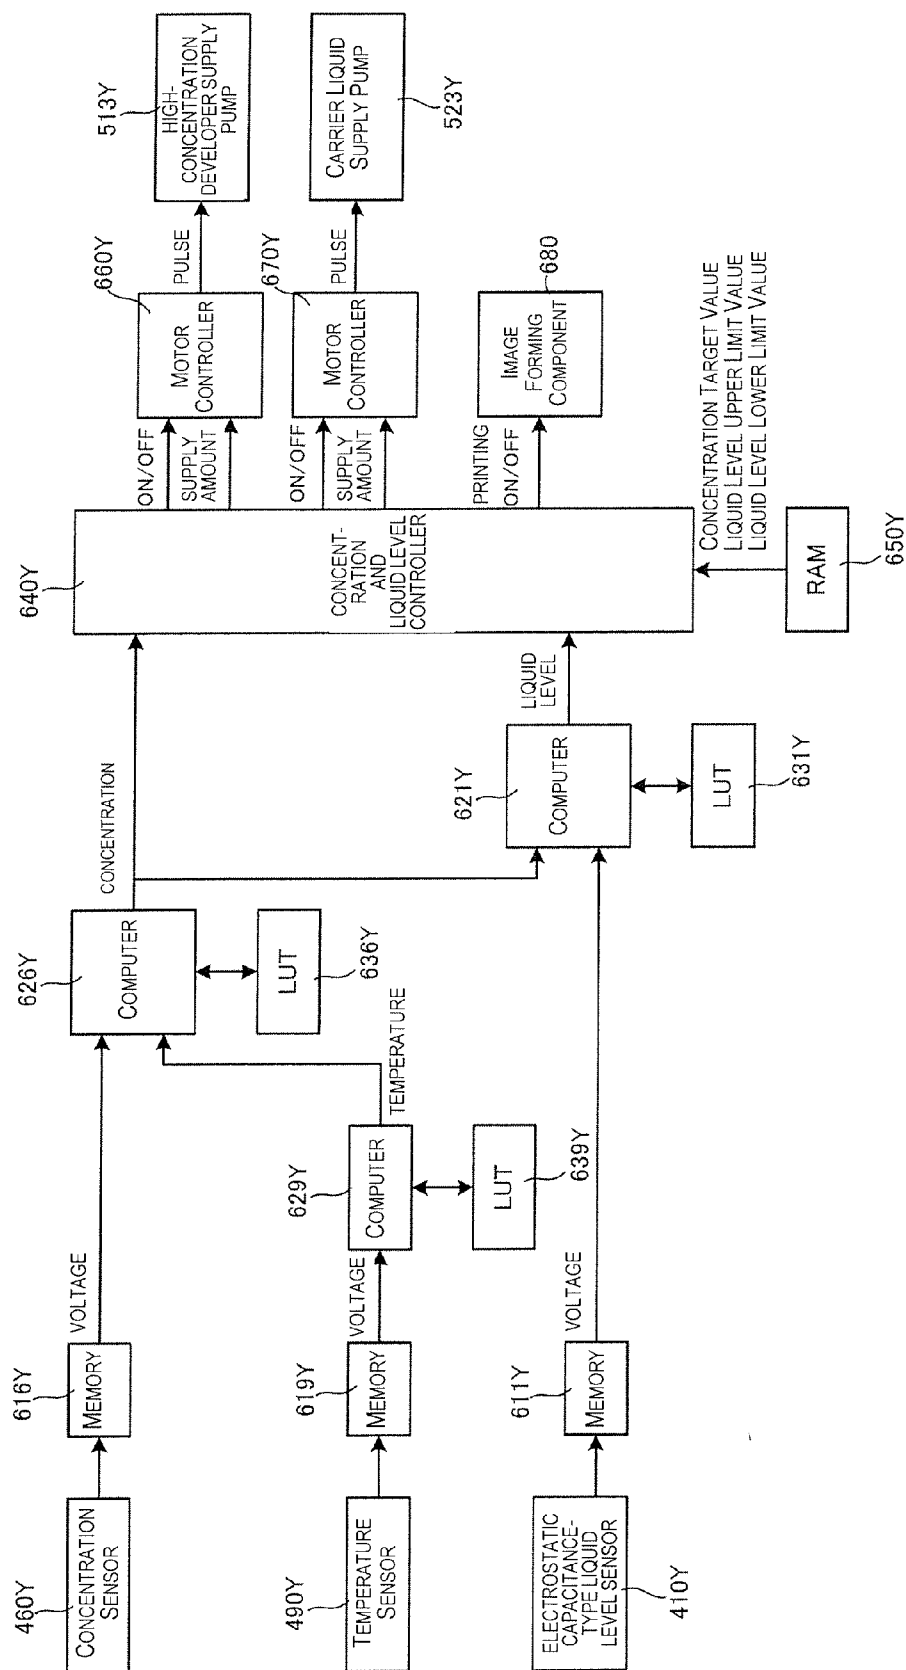 460Y
CONCENTRATION
SENSOR
616Y
MEMORY
VOLTAGE
626Y
COMPUTER
LUT
636Y
CONCENTRATION
490Y
TEMPERATURE
SENSOR
619Y
MEMORY
VOLTAGE
629Y
COMPUTER
LUT
639Y
TEMPERATURE
410Y
ELECTROSTATIC
CAPACITANCE-
TYPE LIQUID
LEVEL SENSOR
611Y
MEMORY
VOLTAGE
621Y
COMPUTER
LUT
631Y
LIQUID
LEVEL
640Y
CONCENT-
RATION
AND
LIQUID LEVEL
CONTROLLER
RAM
650Y
CONCENTRATION TARGET VALUE
LIQUID LEVEL UPPER LIMIT VALUE
LIQUID LEVEL LOWER LIMIT VALUE
ON/OFF
SUPPLY
AMOUNT
660Y
MOTOR
CONTROLLER
PULSE
513Y
HIGH-
CONCENTRATION
DEVELOPER SUPPLY
PUMP
ON/OFF
SUPPLY
AMOUNT
670Y
MOTOR
CONTROLLER
PULSE
CARRIER LIQUID
SUPPLY PUMP
523Y
PRINTING
ON/OFF
IMAGE
FORMING
COMPONENT
680